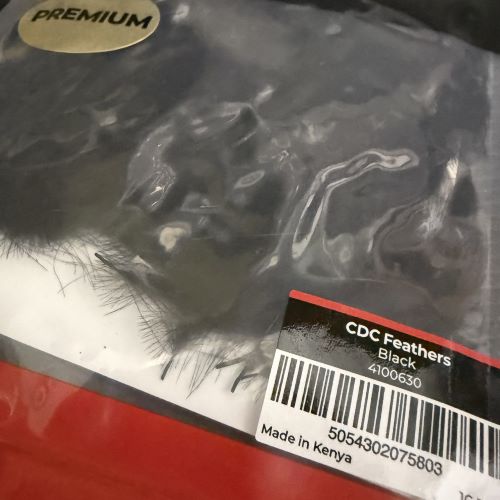 PREMIUM
CDC Feathers
Black
4100630
5054302075803
Made in Kenya